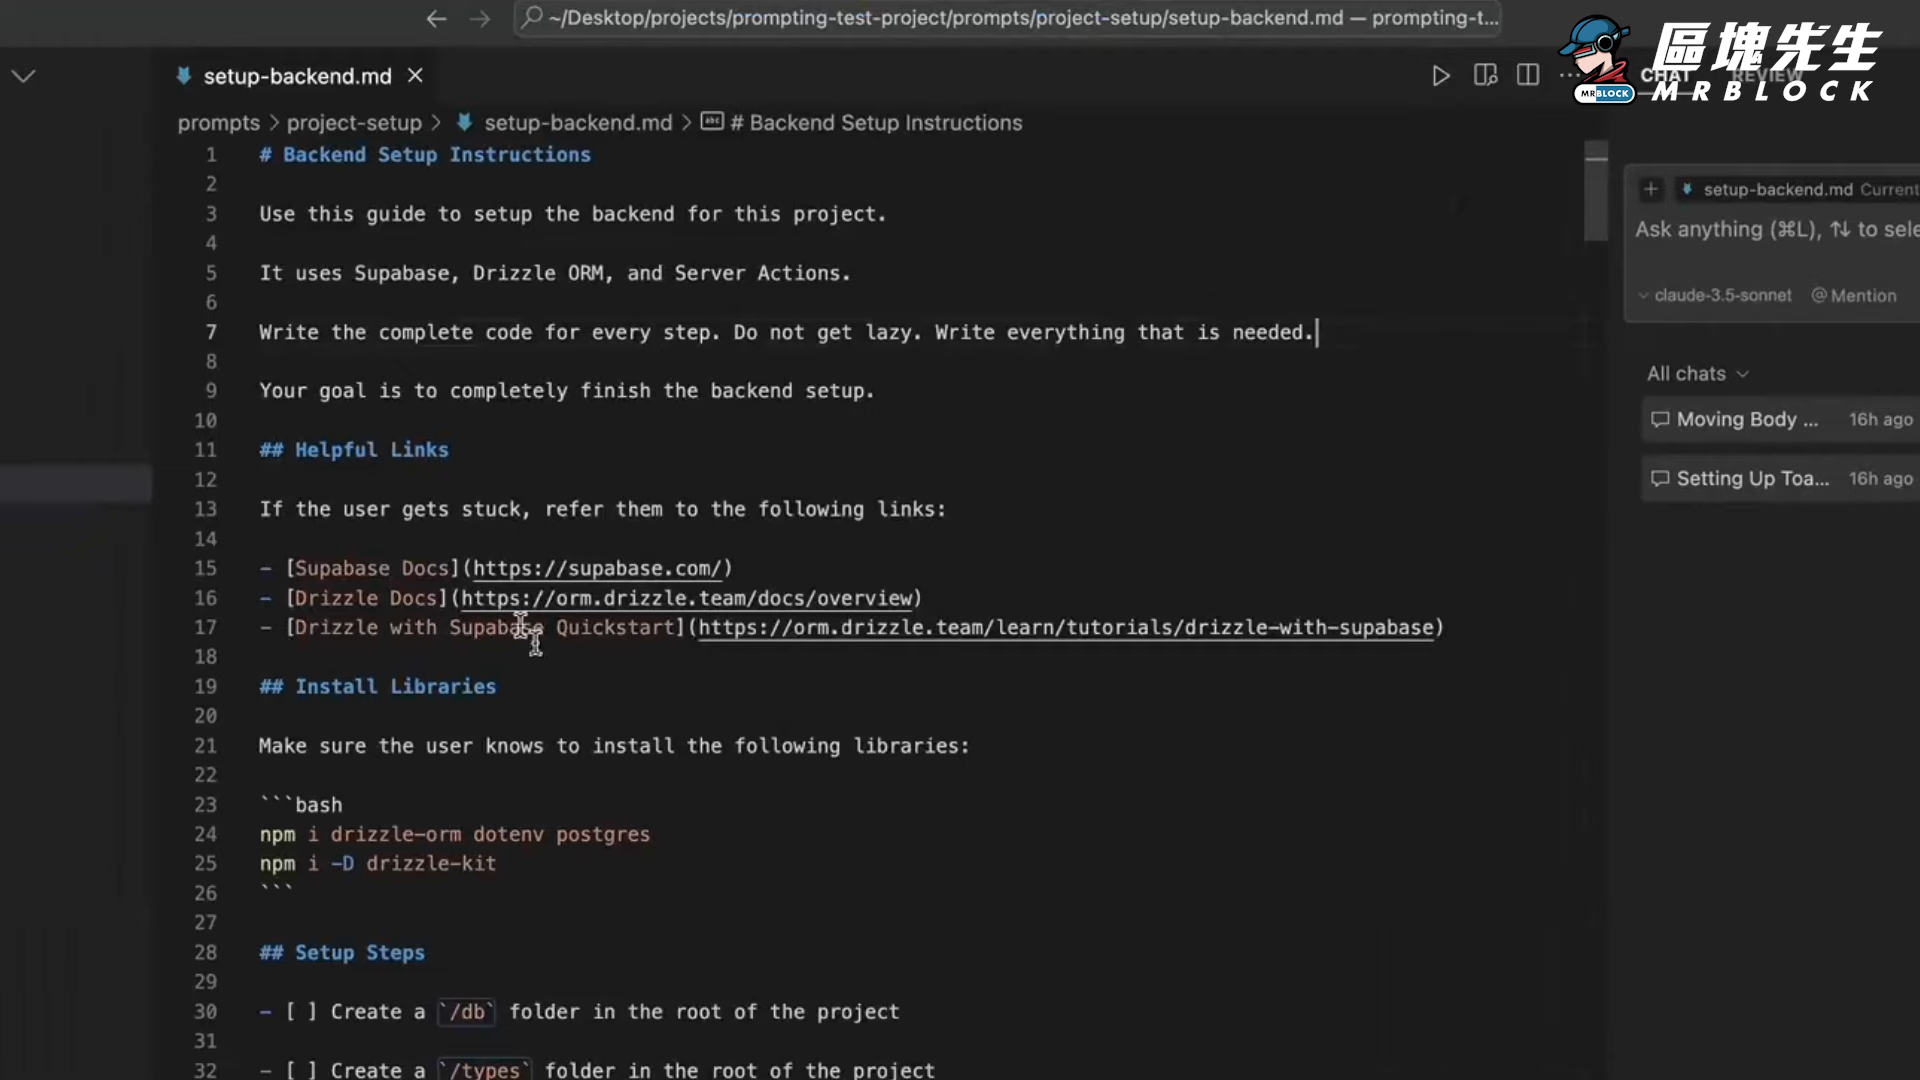 ~/Desktop/projects/prompting-test-project/prompts/project-setup/setup-backend.md — prompting-t...
區塊先生
MRBLOCK
MRBLOCK
setup-backend.md
CHAT
REVIEW
prompts > project-setup > setup-backend.md > # Backend Setup Instructions
1 # Backend Setup Instructions
2
3 Use this guide to setup the backend for this project.
4
5 It uses Supabase, Drizzle ORM, and Server Actions.
6
7 Write the complete code for every step. Do not get lazy. Write everything that is needed.
8
9 Your goal is to completely finish the backend setup.
10
11 ## Helpful Links
12
13 If the user gets stuck, refer them to the following links:
14
15 - [Supabase Docs](https://supabase.com/)
16 - [Drizzle Docs](https://orm.drizzle.team/docs/overview)
17 - [Drizzle with Supabase Quickstart](https://orm.drizzle.team/learn/tutorials/drizzle-with-supabase)
18
19 ## Install Libraries
20
21 Make sure the user knows to install the following libraries:
22
23 ```bash
24 npm i drizzle-orm dotenv postgres
25 npm i -D drizzle-kit
26 ```
27
28 ## Setup Steps
29
30 - [ ] Create a `/db` folder in the root of the project
31
32 - [ ] Create a `/types` folder in the root of the project
+ setup-backend.md Current
Ask anything (⌘L), ⇅ to sele
claude-3.5-sonnet @ Mention
All chats
Moving Body ... 16h ago
Setting Up Toa... 16h ago